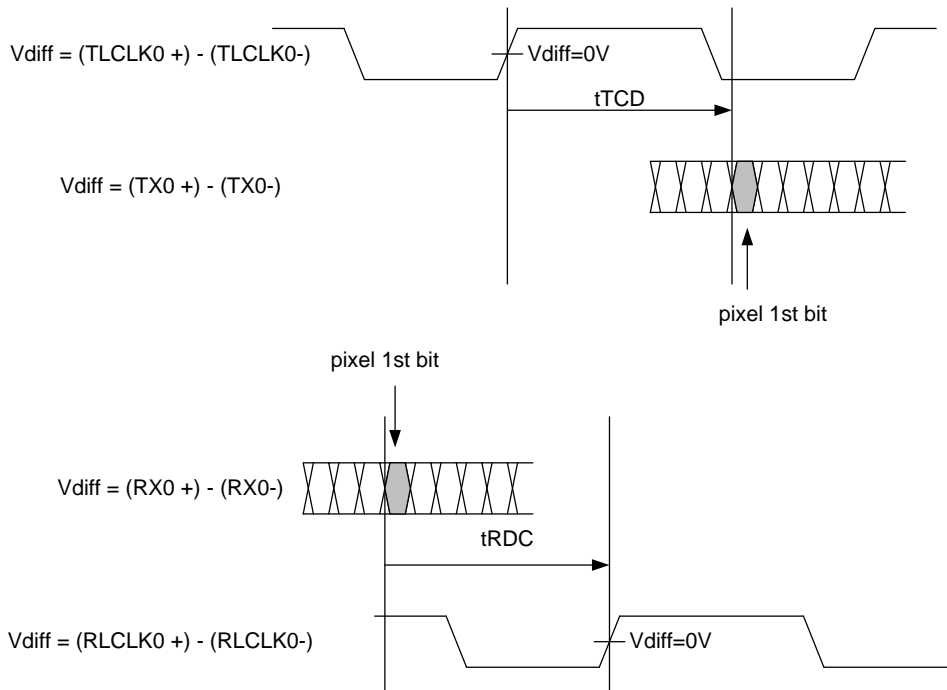 Vdiff = (TLCLK0 +) - (TLCLK0-)
Vdiff=0V
tTCD
Vdiff = (TX0 +) - (TX0-)
pixel 1st bit
pixel 1st bit
Vdiff = (RX0 +) - (RX0-)
tRDC
Vdiff = (RLCLK0 +) - (RLCLK0-)
Vdiff=0V